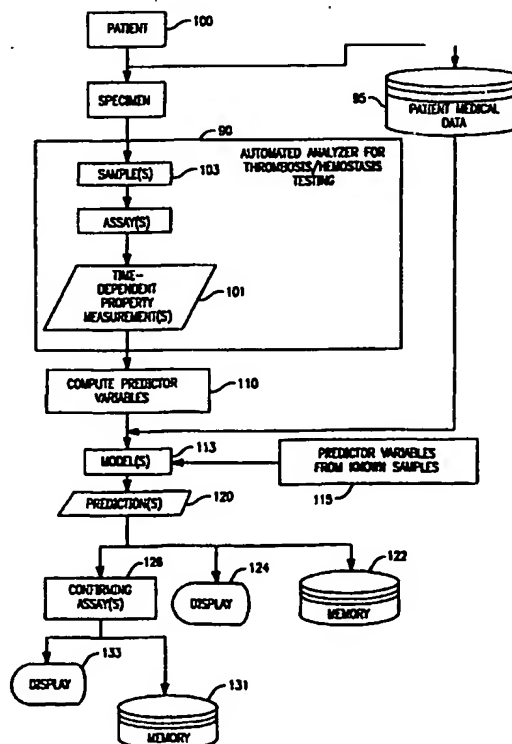 PATIENT
100
SPECIMEN
PATIENT MEDICAL
DATA
95
90
AUTOMATED ANALYZER FOR
THROMBOSIS/HEMOSTASIS
TESTING
SAMPLE(S)
103
ASSAY(S)
TIME-
DEPENDENT
PROPERTY
MEASUREMENT(S)
101
COMPUTE PREDICTOR
VARIABLES
110
MODEL(S)
113
PREDICTOR VARIABLES
FROM KNOWN SAMPLES
115
PREDICTION(S)
120
CONFIRMING
ASSAY(S)
126
DISPLAY
124
MEMORY
122
DISPLAY
133
MEMORY
131